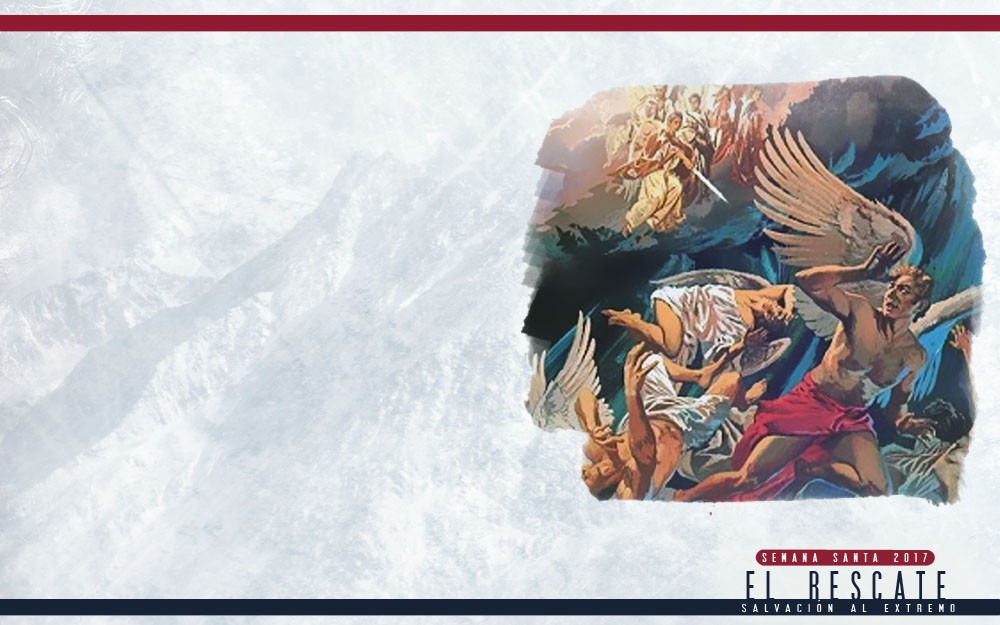 SEMANA SANTA 2017
EL RESCATE
SALVACIÓN AL EXTREMO